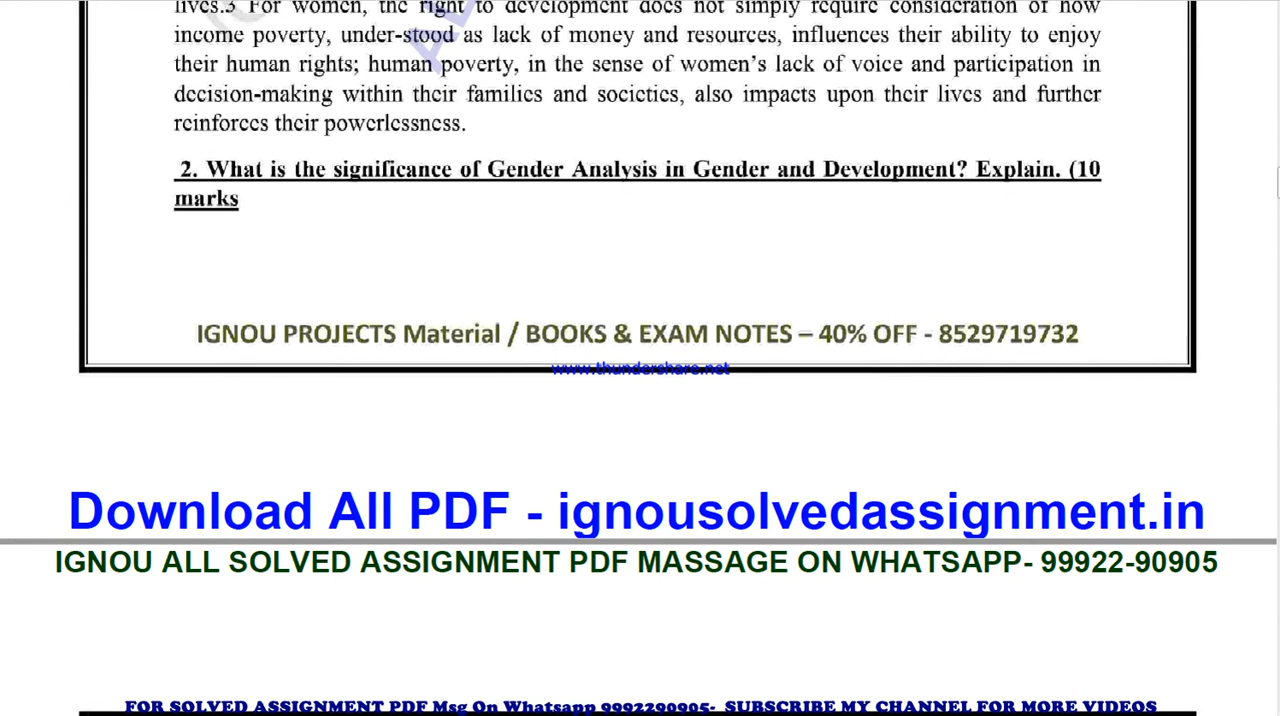 lives.3 For women, the right to development does not simply require consideration of how
income poverty, under-stood as lack of money and resources, influences their ability to enjoy
their human rights; human poverty, in the sense of women's lack of voice and participation in
decision-making within their families and societies, also impacts upon their lives and further
reinforces their powerlessness.
2. What is the significance of Gender Analysis in Gender and Development? Explain. (10
marks
IGNOU PROJECTS Material / BOOKS & EXAM NOTES – 40% OFF - 8529719732
www.thundershare.net
Download All PDF - ignousolvedassignment.in
IGNOU ALL SOLVED ASSIGNMENT PDF MASSAGE ON WHATSAPP- 99922-90905
FOR SOLVED ASSIGNMENT PDF Msg On Whatsapp 9992290905- SUBSCRIBE MY CHANNEL FOR MORE VIDEOS